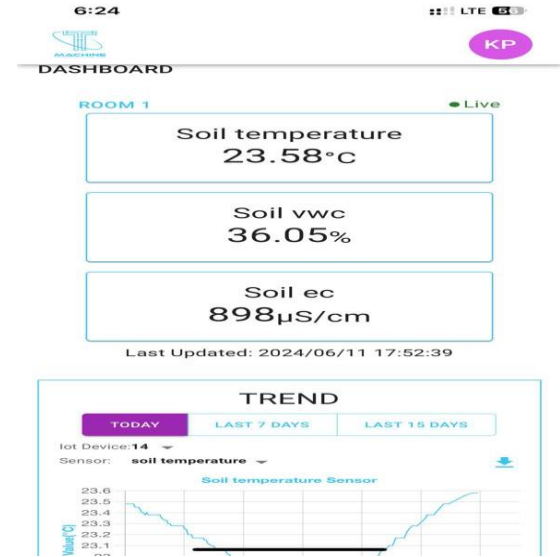 6:24 LTE 50
MACHINE
KP
DASHBOARD
ROOM 1 Live
Soil temperature
23.58°C
Soil vwc
36.05%
Soil ec
898µS/cm
Last Updated: 2024/06/11 17:52:39
TREND
TODAY LAST 7 DAYS LAST 15 DAYS
Iot Device:14
Sensor: soil temperature
Soil temperature Sensor
23.6
23.5
23.4
23.3
23.2
23.1
Value(°C)